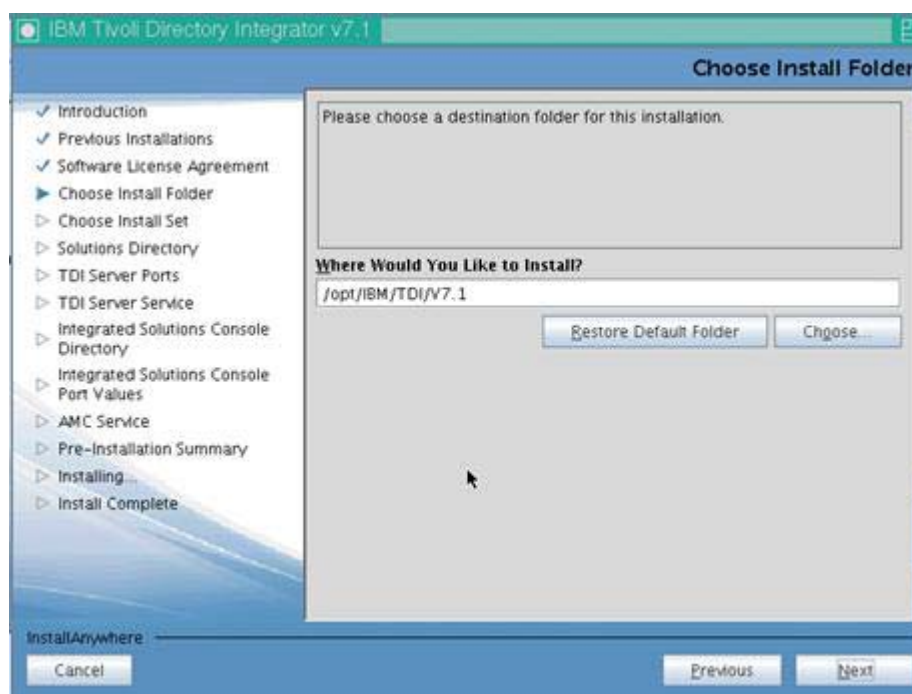 IBM Tivoli Directory Integrator v7.1
Choose Install Folder
Introduction
Previous Installations
Software License Agreement
Choose Install Folder
Choose Install Set
Solutions Directory
TDI Server Ports
TDI Server Service
Integrated Solutions Console
Directory
Integrated Solutions Console
Port Values
AMC Service
Pre-Installation Summary
Installing...
Install Complete
Please choose a destination folder for this installation.
Where Would You Like to Install?
/opt/IBM/TDI/V7.1
Restore Default Folder
Choose...
InstallAnywhere
Cancel
Previous
Next